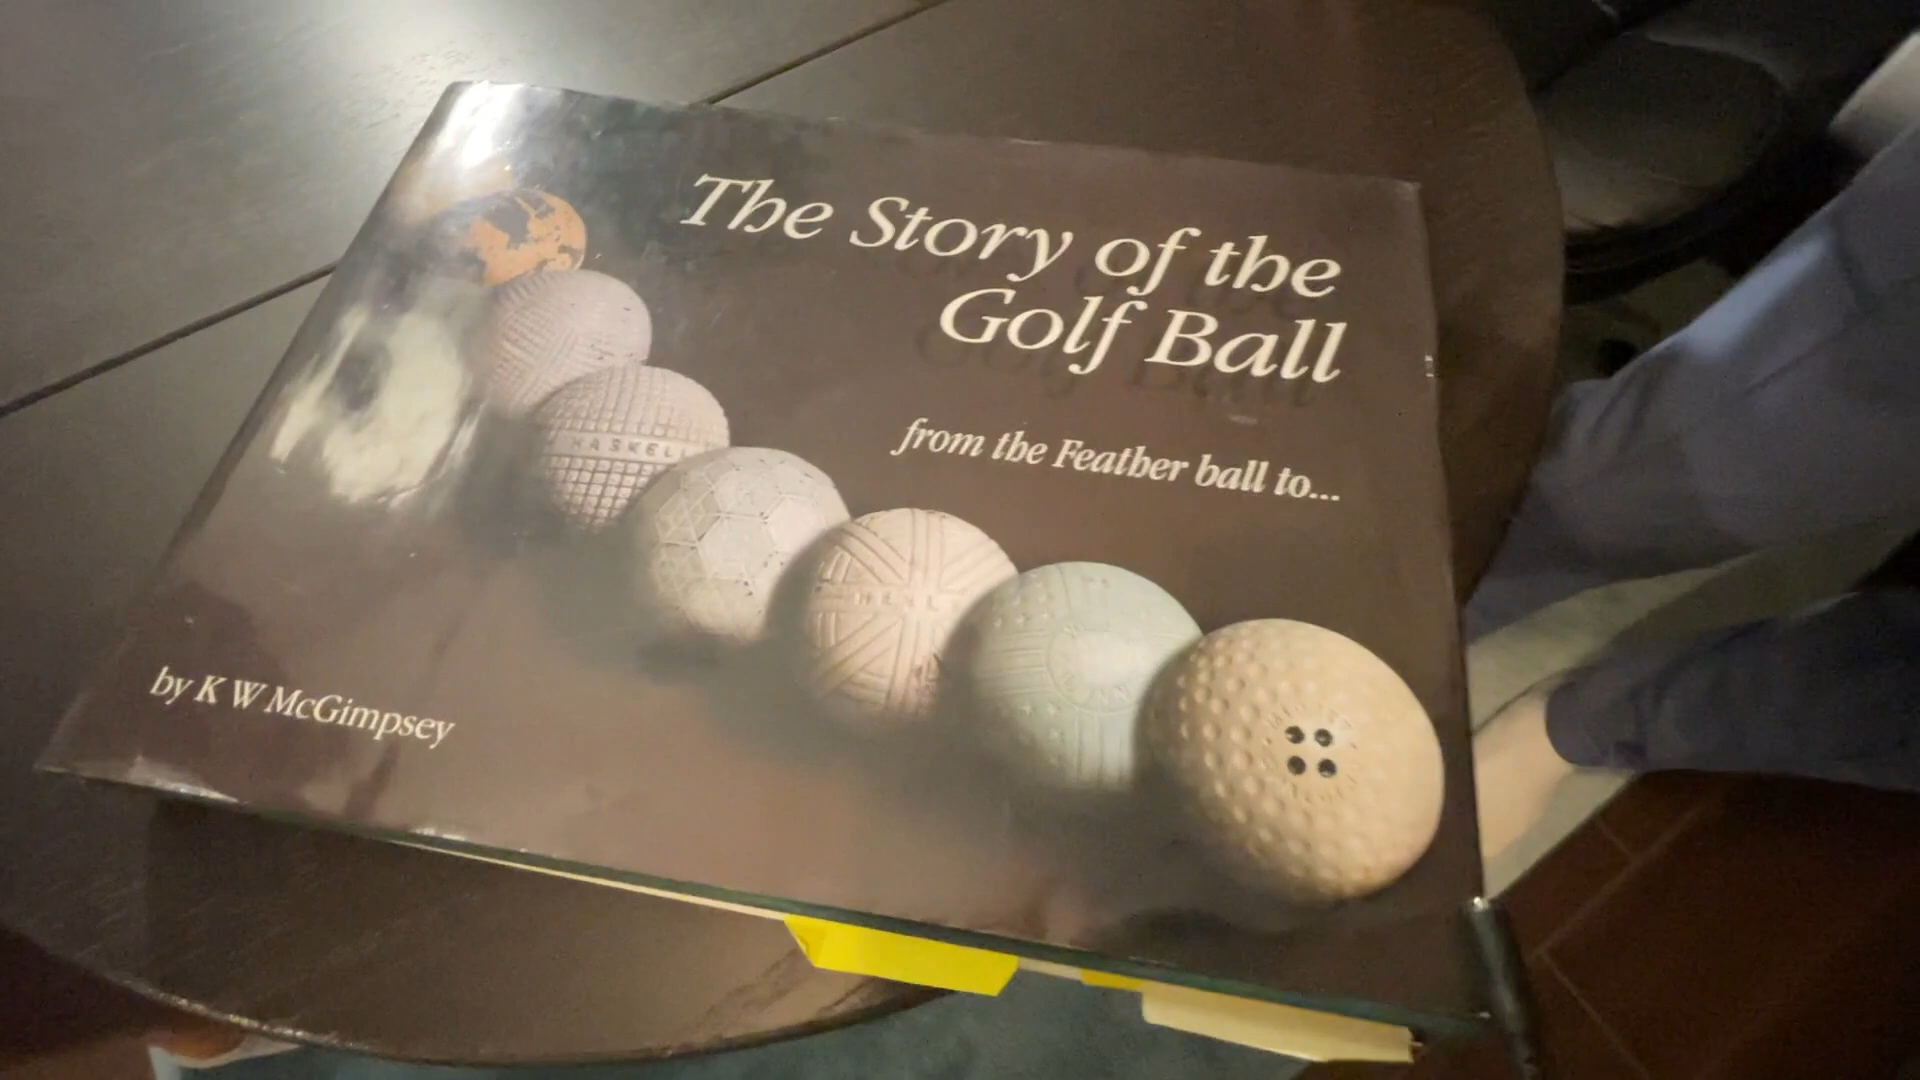 The Story of the
Golf Ball
from the Feather ball to...
HASKELL
by K W McGimpsey